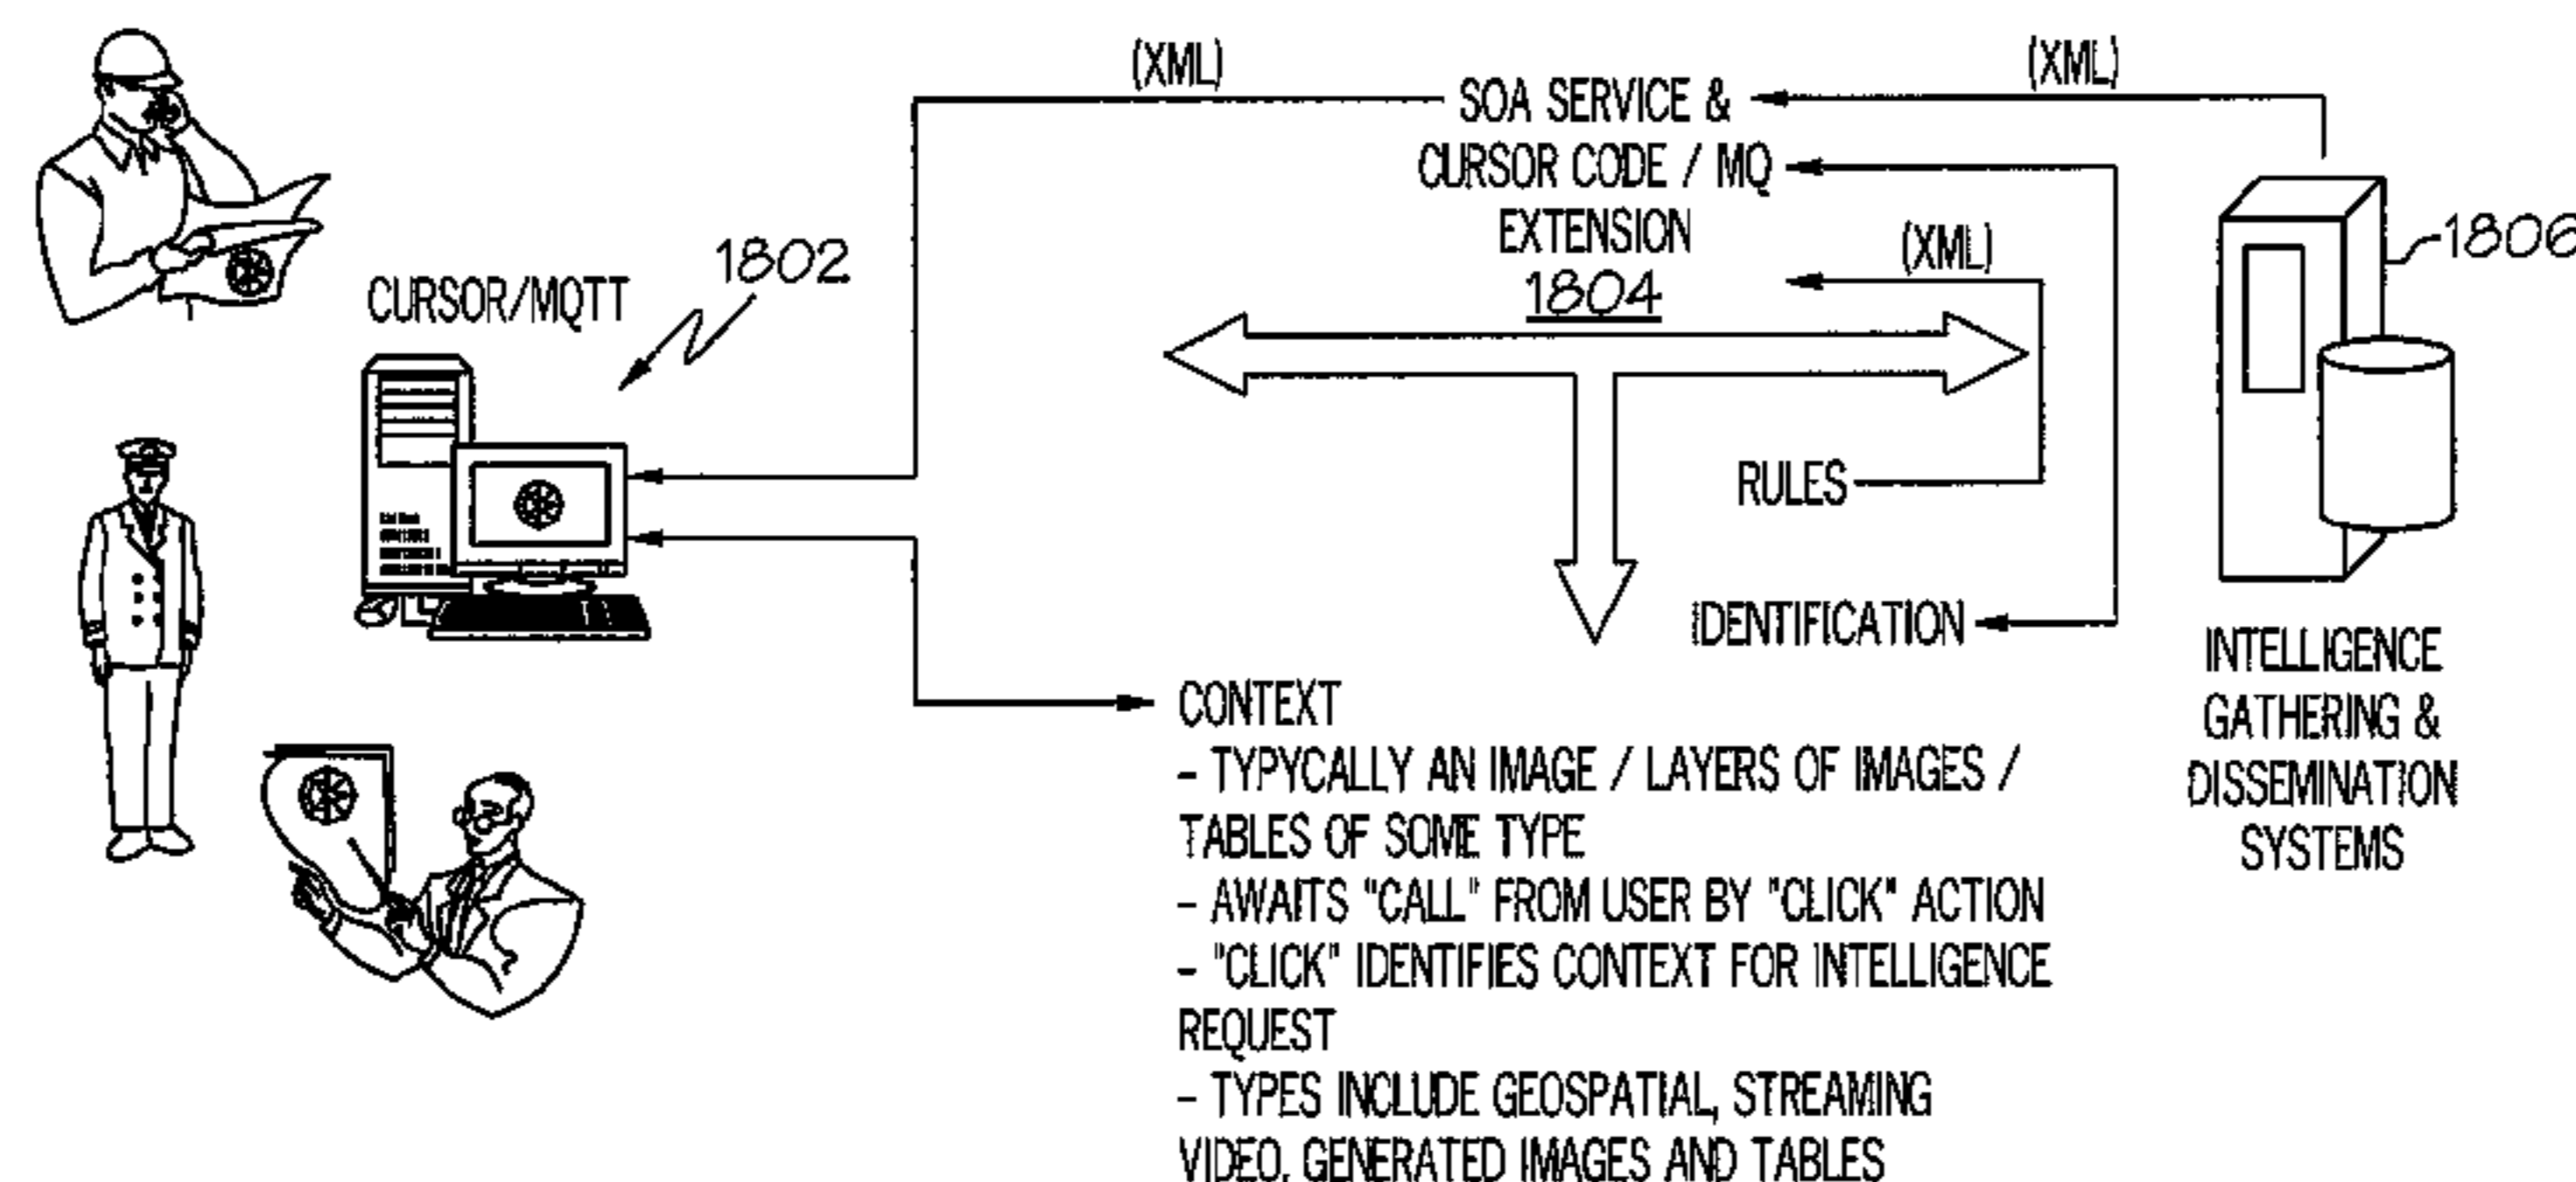 (XML)
(XML)
SOA SERVICE &
CURSOR CODE / MQ
EXTENSION
1804
(XML)
1802
CURSOR/MQTT
1806
RULES
IDENTIFICATION
INTELLIGENCE
GATHERING &
DISSEMINATION
SYSTEMS
CONTEXT
- TYPYCALLY AN IMAGE / LAYERS OF IMAGES /
TABLES OF SOME TYPE
- AWAITS "CALL" FROM USER BY "CLICK" ACTION
- "CLICK" IDENTIFIES CONTEXT FOR INTELLIGENCE
REQUEST
- TYPES INCLUDE GEOSPATIAL, STREAMING
VIDEO, GENERATED IMAGES AND TABLES